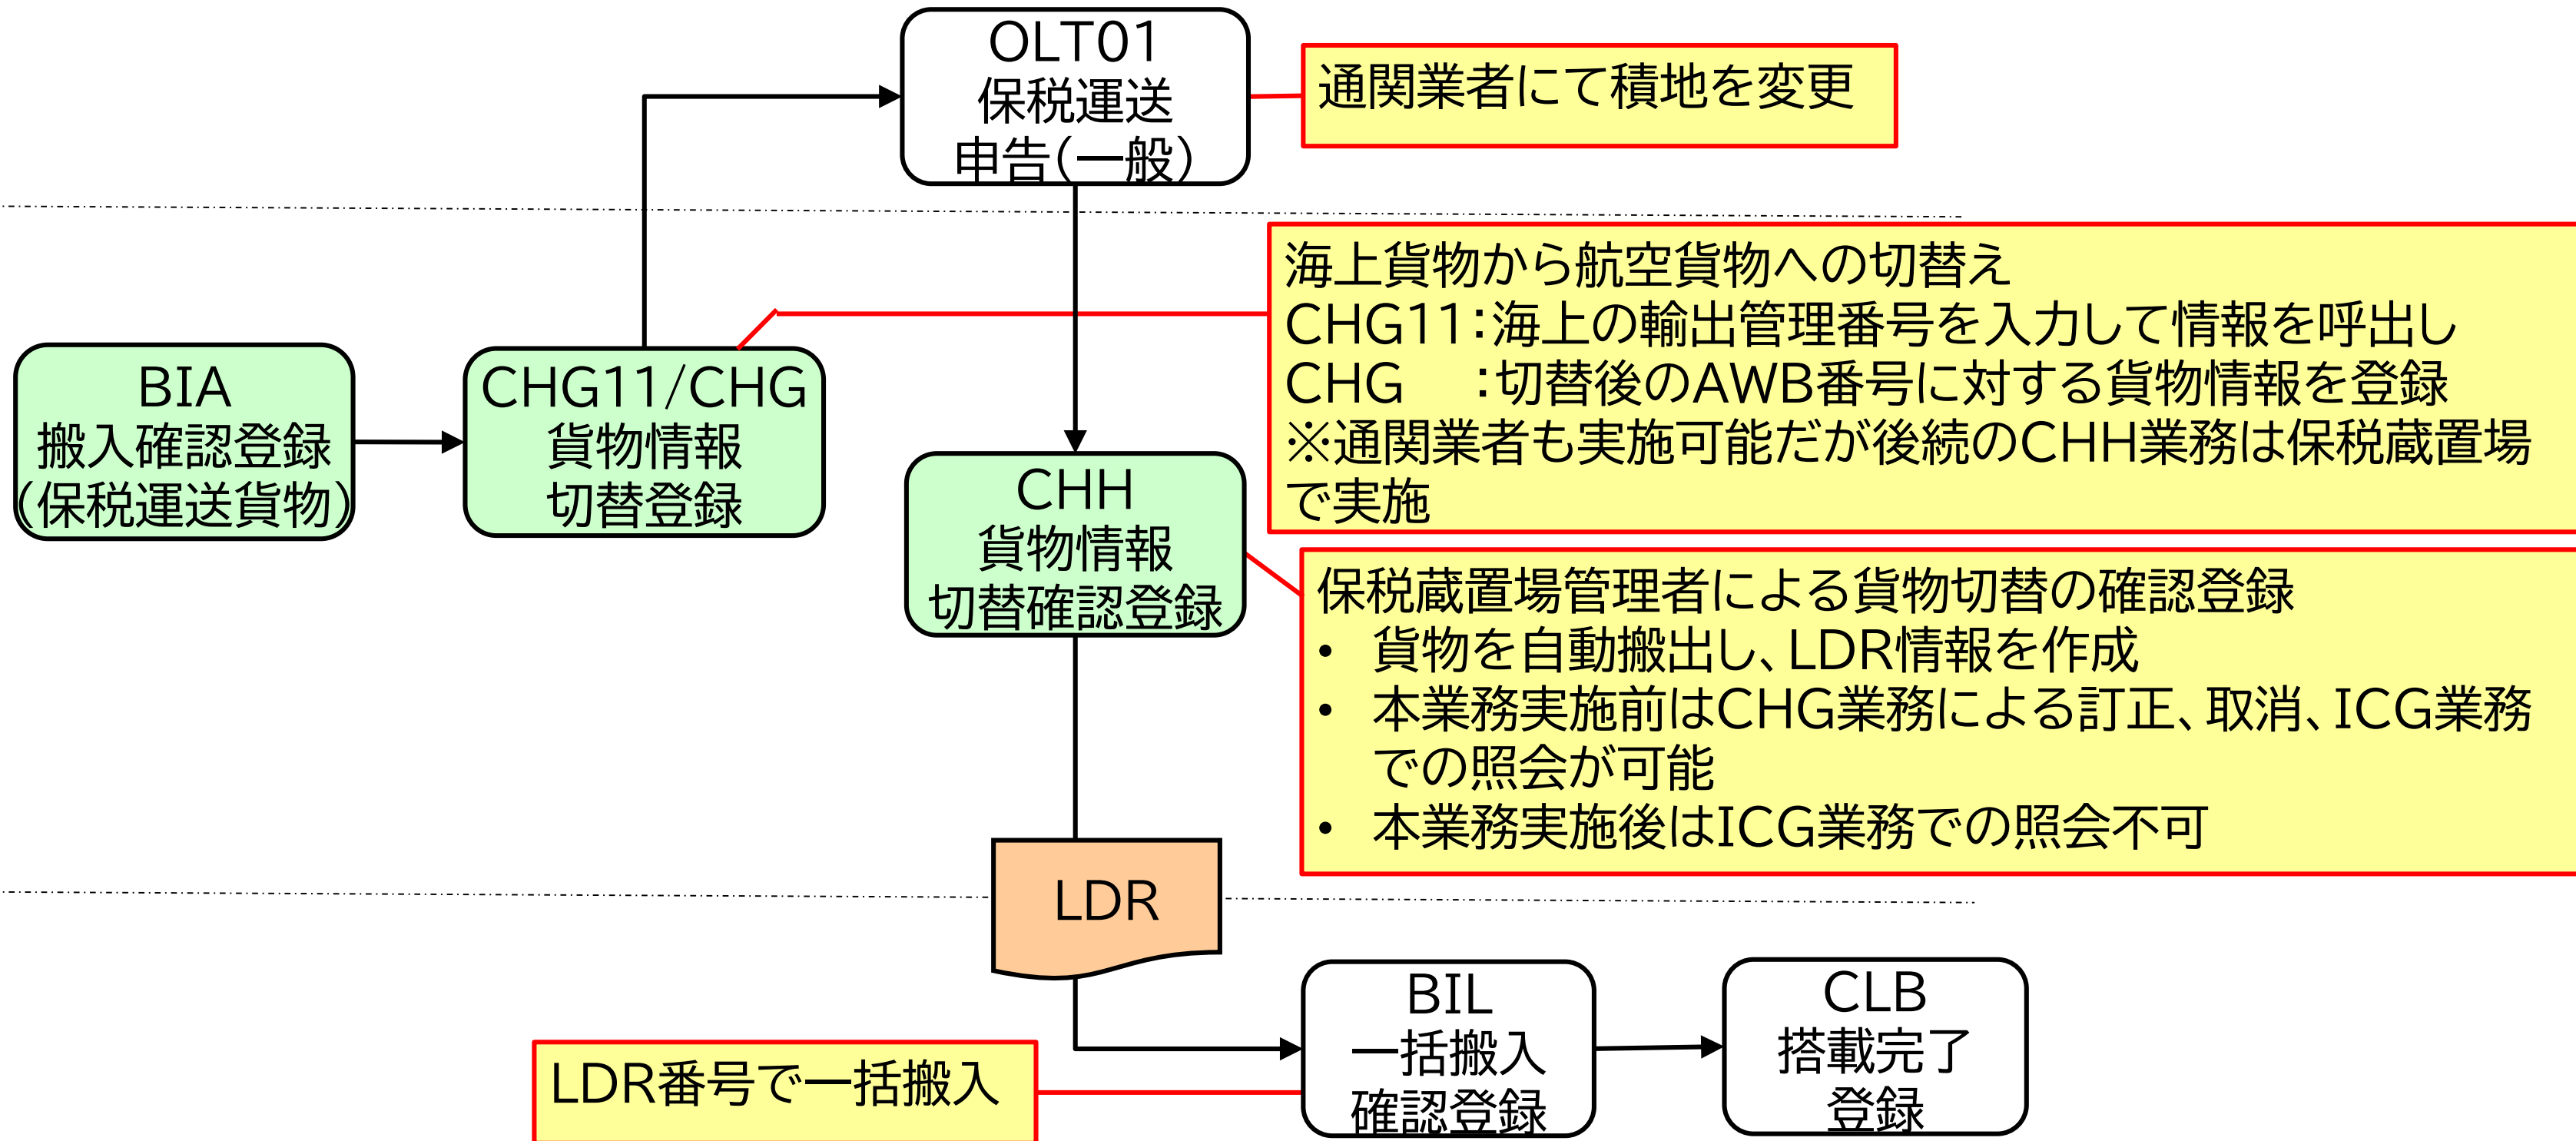 OLT01
保税運送
申告(一般)
通関業者にて積地を変更
海上貨物から航空貨物への切替え
CHG11：海上の輸出管理番号を入力して情報を呼出し
CHG　：切替後のAWB番号に対する貨物情報を登録
※通関業者も実施可能だが後続のCHH業務は保税蔵置場
で実施
BIA
搬入確認登録
(保税運送貨物)
CHG11/CHG
貨物情報
切替登録
CHH
貨物情報
切替確認登録
保税蔵置場管理者による貨物切替の確認登録
• 貨物を自動搬出し、LDR情報を作成
• 本業務実施前はCHG業務による訂正、取消、ICG業務
での照会が可能
• 本業務実施後はICG業務での照会不可
LDR
LDR番号で一括搬入
BIL
一括搬入
確認登録
CLB
搭載完了
登録